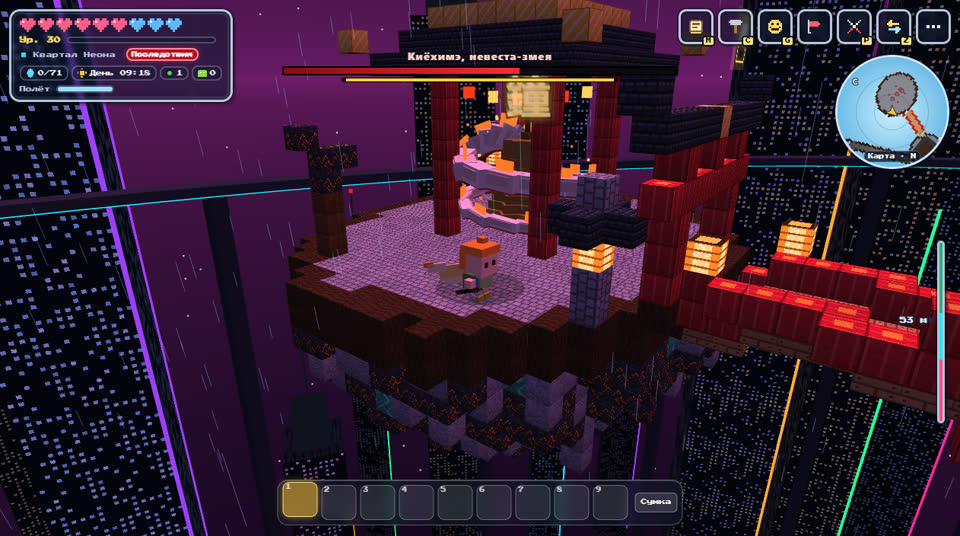 Ур. 30
Квартал Неона Последствия
0/71 День 09:18 1 0
Полёт
Киёхимэ, невеста-змея
M C G P Z
С
Карта · N
53 м
1 2 3 4 5 6 7 8 9 Сумка